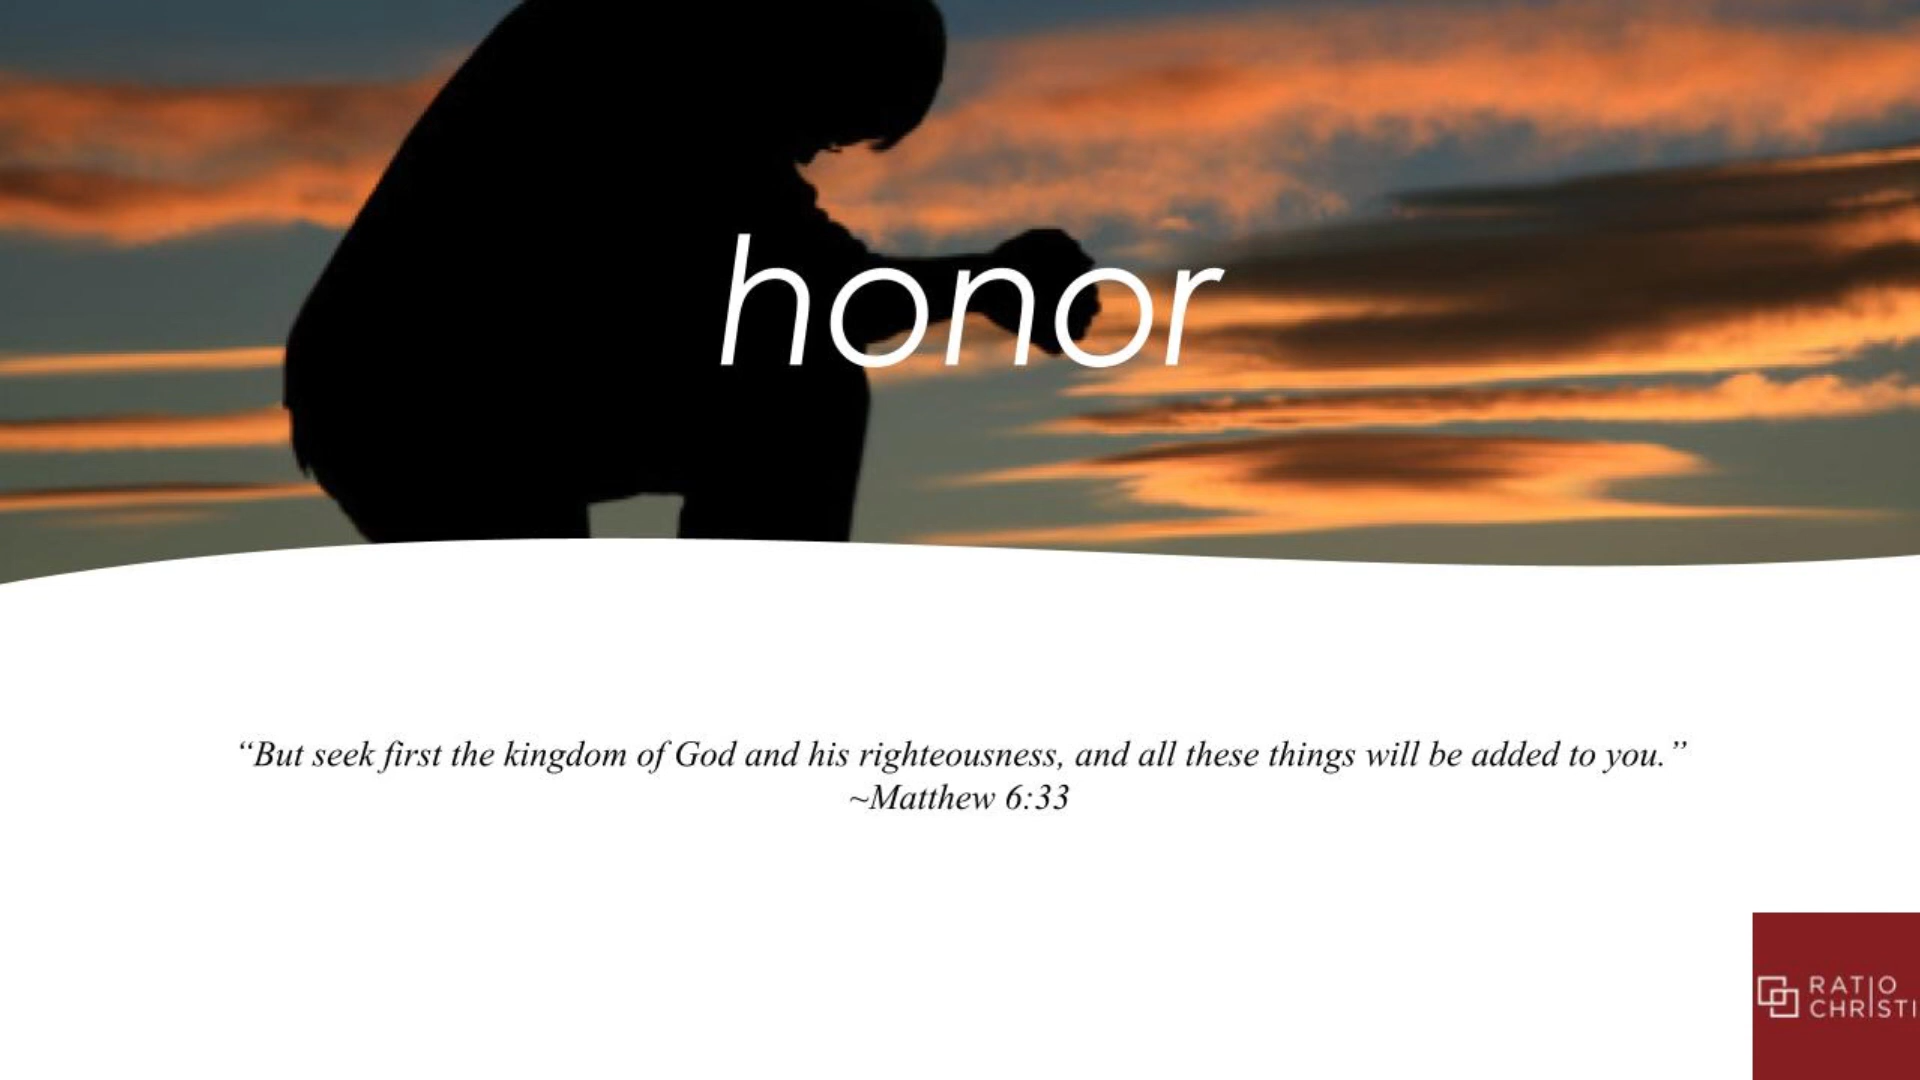 honor
“But seek first the kingdom of God and his righteousness, and all these things will be added to you.”
~Matthew 6:33
RATIO
CHRISTI